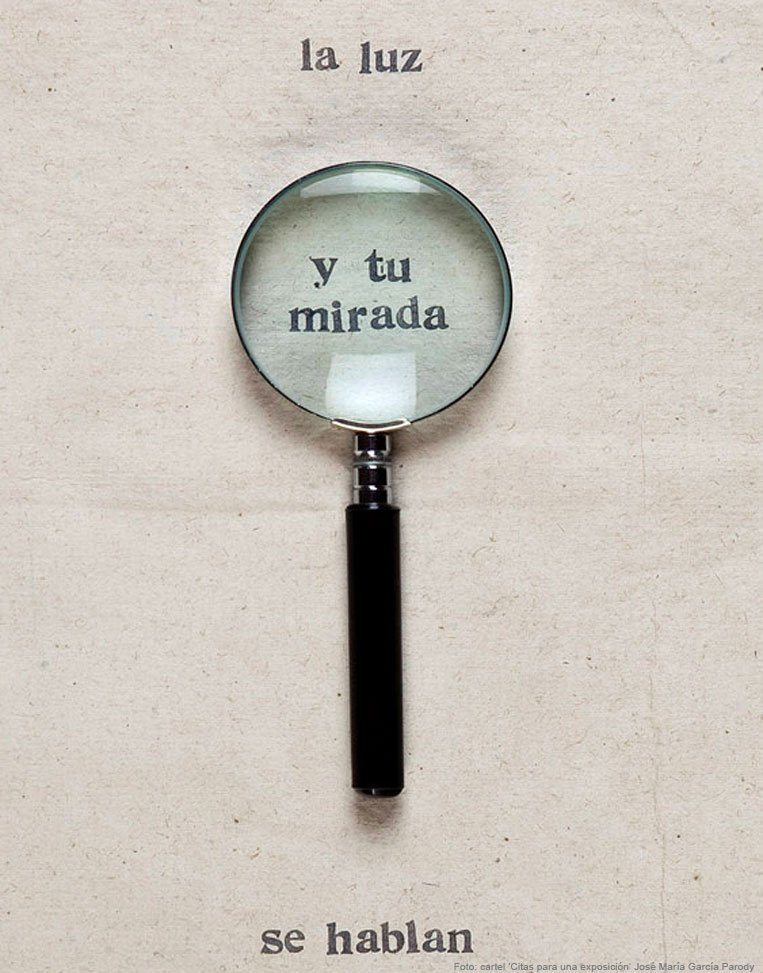 la luz
y tu
mirada
se hablan
Foto: cartel 'Citas para una exposición' José María García Parody